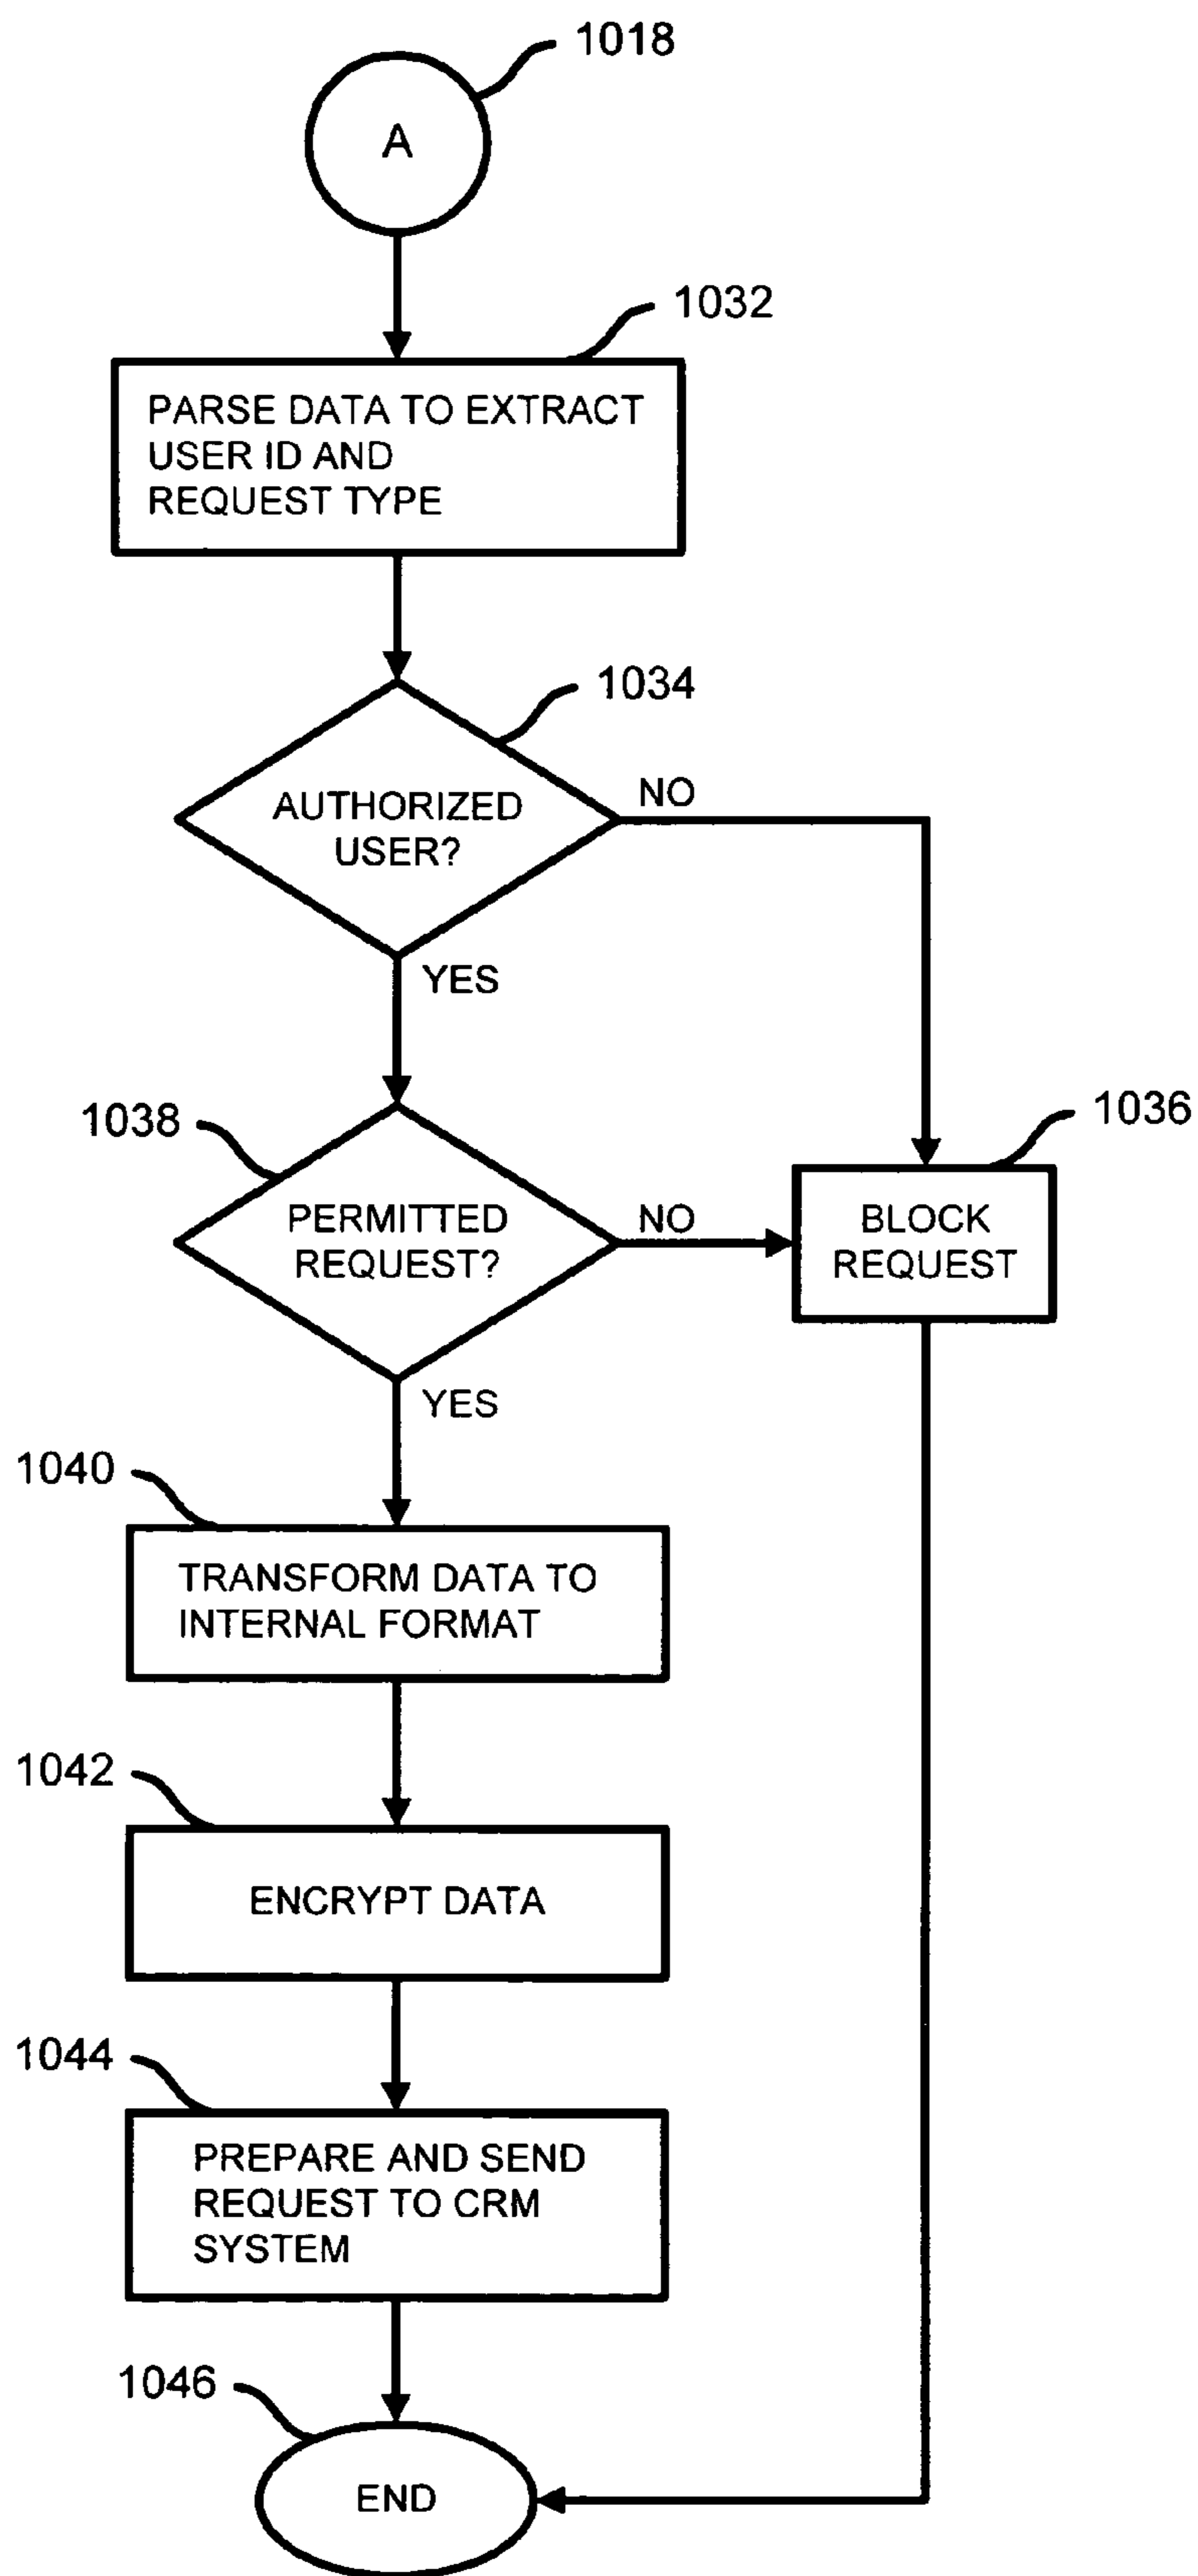 1018
A
1032
PARSE DATA TO EXTRACT
USER ID AND
REQUEST TYPE
1034
AUTHORIZED
USER?
NO
YES
1038
PERMITTED
REQUEST?
NO
1036
BLOCK
REQUEST
YES
1040
TRANSFORM DATA TO
INTERNAL FORMAT
1042
ENCRYPT DATA
1044
PREPARE AND SEND
REQUEST TO CRM
SYSTEM
1046
END